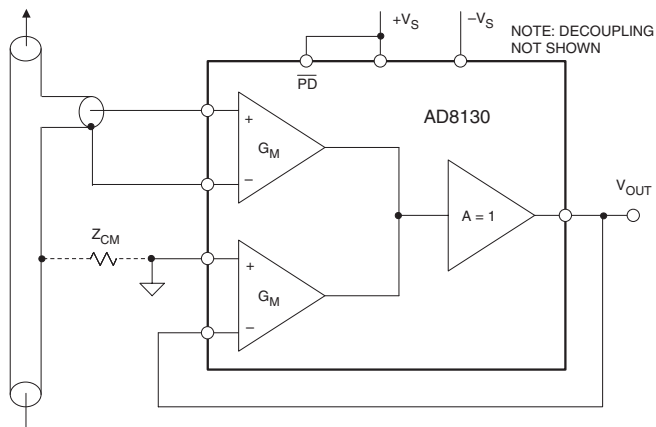 +V_S
−V_S
NOTE: DECOUPLING
NOT SHOWN
PD
AD8130
+
G_M
−
A = 1
V_OUT
Z_CM
+
G_M
−